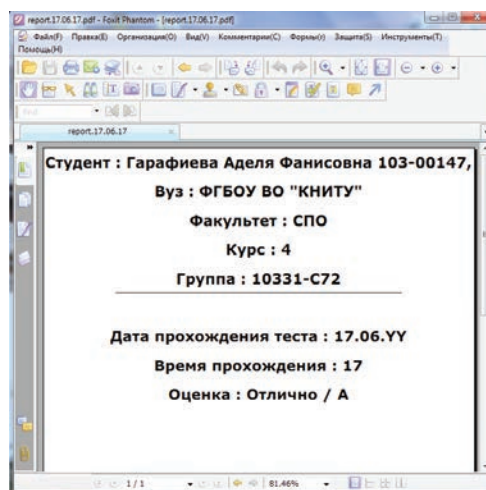 report.17.06.17.pdf - Foxit Phantom - [report.17.06.17.pdf]
Файл(F) Правка(E) Организация(O) Вид(V) Комментарии(C) Формы(r) Защита(S) Инструменты(T)
Помощь(H)
Find
report.17.06.17
Студент : Гарафиева Аделя Фанисовна 103-00147,
Вуз : ФГБОУ ВО "КНИТУ"
Факультет : СПО
Курс : 4
Группа : 10331-С72
Дата прохождения теста : 17.06.YY
Время прохождения : 17
Оценка : Отлично / A
1/1
81.46%